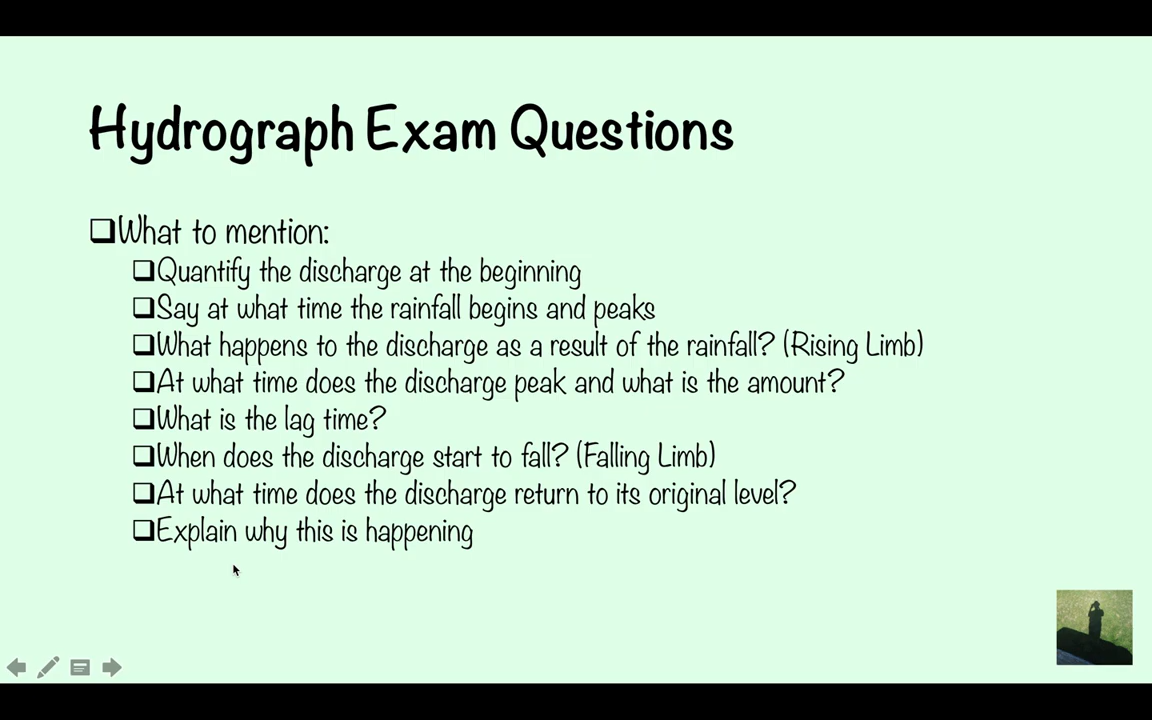 Hydrograph Exam Questions
❑What to mention:
❑Quantify the discharge at the beginning
❑Say at what time the rainfall begins and peaks
❑What happens to the discharge as a result of the rainfall? (Rising Limb)
❑At what time does the discharge peak and what is the amount?
❑What is the lag time?
❑When does the discharge start to fall? (Falling Limb)
❑At what time does the discharge return to its original level?
❑Explain why this is happening